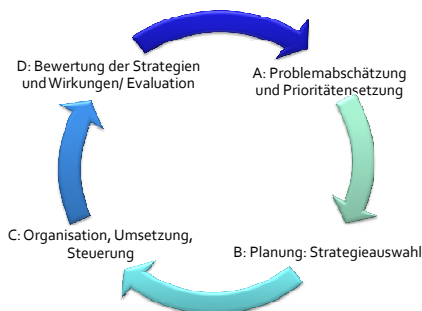 D: Bewertung der Strategien
und Wirkungen/ Evaluation
A: Problemabschätzung
und Prioritätensetzung
C: Organisation, Umsetzung,
Steuerung
B: Planung: Strategieauswahl